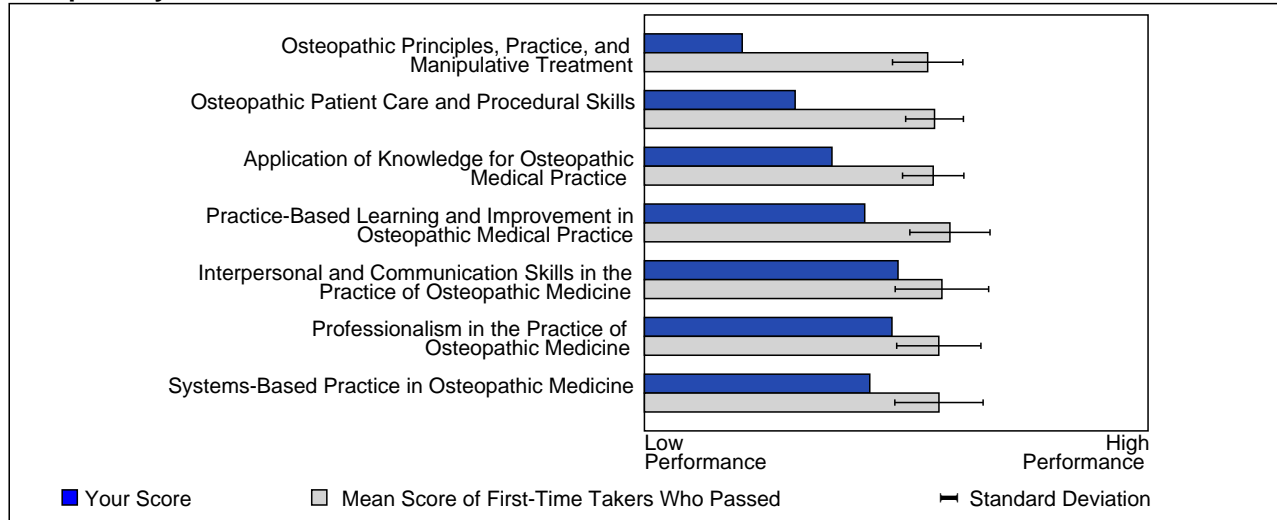 Osteopathic Principles, Practice, and
Manipulative Treatment
Osteopathic Patient Care and Procedural Skills
Application of Knowledge for Osteopathic
Medical Practice
Practice-Based Learning and Improvement in
Osteopathic Medical Practice
Interpersonal and Communication Skills in the
Practice of Osteopathic Medicine
Professionalism in the Practice of
Osteopathic Medicine
Systems-Based Practice in Osteopathic Medicine
Low
Performance
High
Performance
Your Score
Mean Score of First-Time Takers Who Passed
Standard Deviation